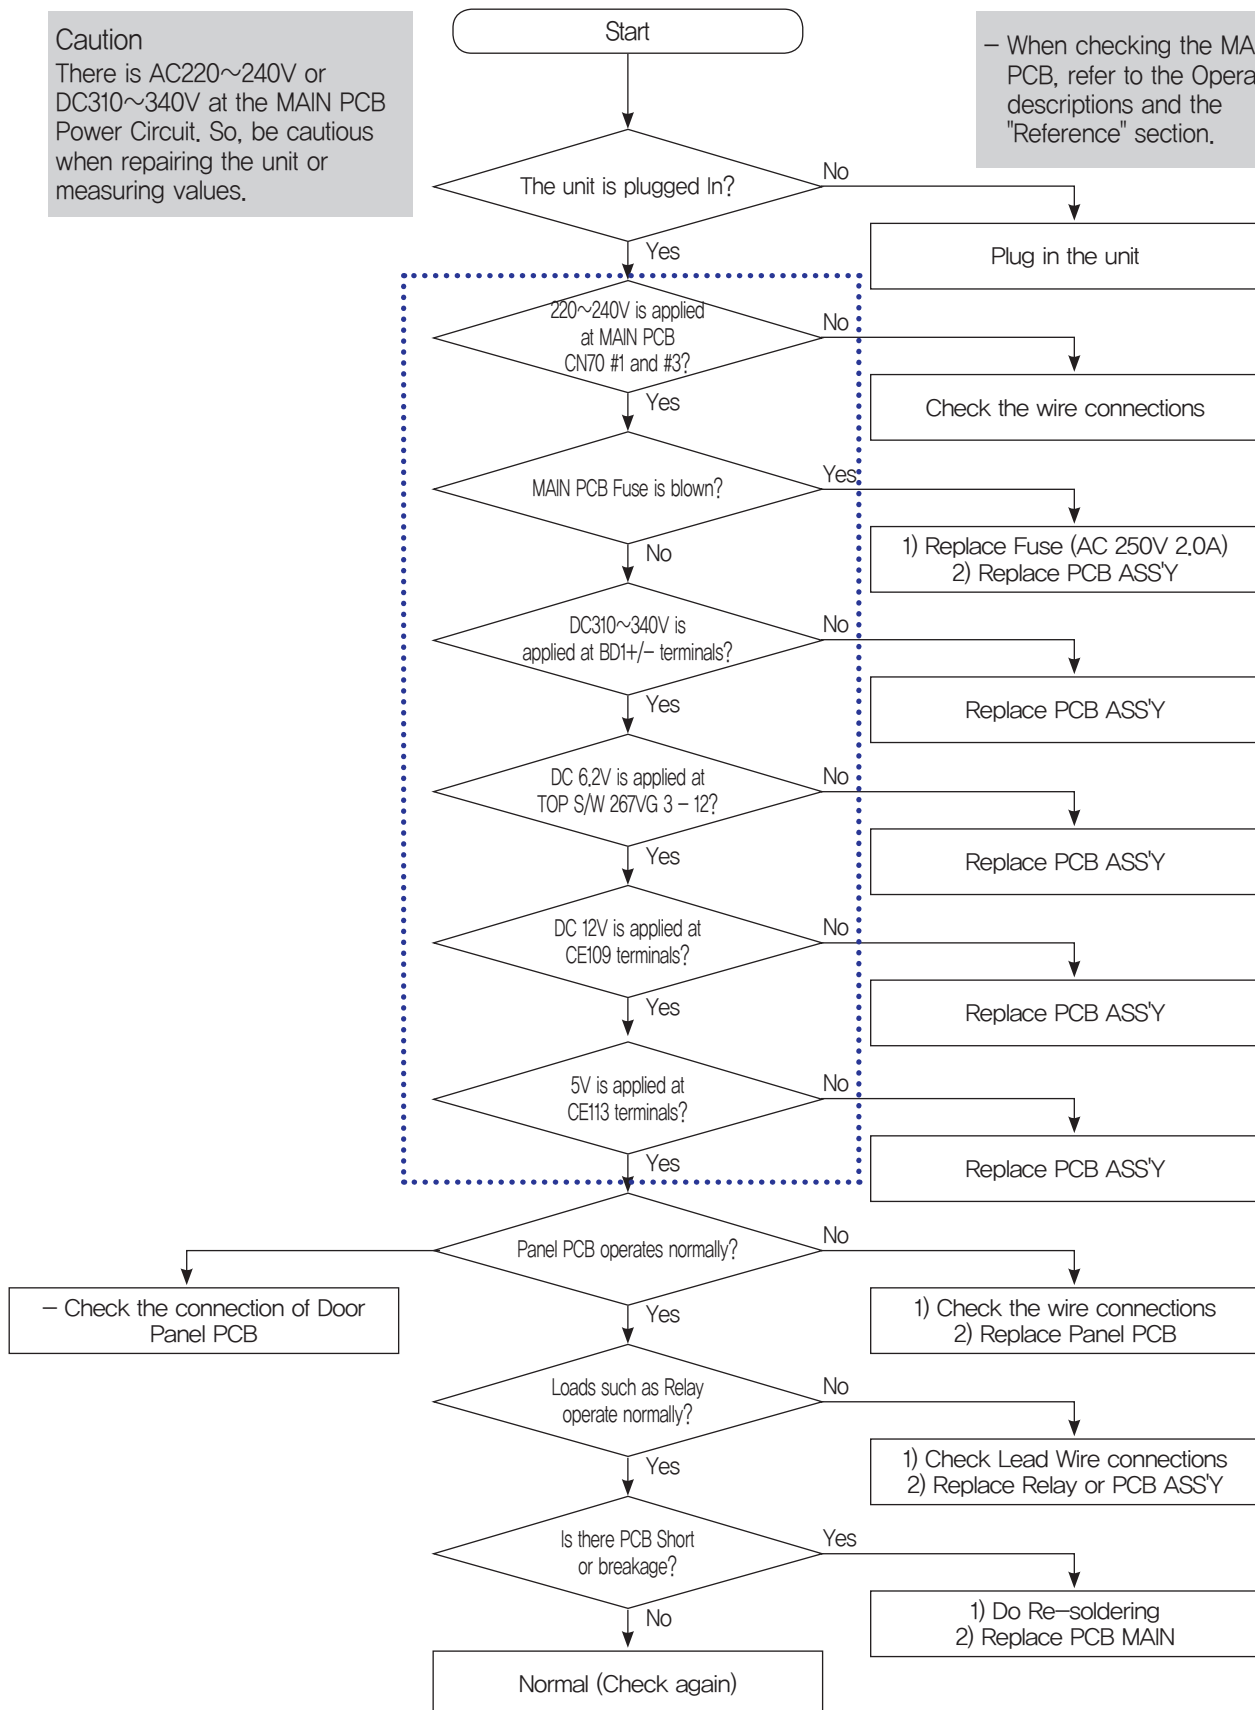 Start
Caution
There is AC220~240V or
DC310~340V at the MAIN PCB
Power Circuit. So, be cautious
when repairing the unit or
measuring values.
– When checking the MA
PCB, refer to the Opera
descriptions and the
"Reference" section.
The unit is plugged In?
No
Yes
Plug in the unit
220~240V is applied
at MAIN PCB
CN70 #1 and #3?
No
Yes
Check the wire connections
MAIN PCB Fuse is blown?
Yes
No
1) Replace Fuse (AC 250V 2.0A)
2) Replace PCB ASS'Y
DC310~340V is
applied at BD1+/– terminals?
No
Yes
Replace PCB ASS'Y
DC 6.2V is applied at
TOP S/W 267VG 3 – 12?
No
Yes
Replace PCB ASS'Y
DC 12V is applied at
CE109 terminals?
No
Yes
Replace PCB ASS'Y
5V is applied at
CE113 terminals?
No
Yes
Replace PCB ASS'Y
Panel PCB operates normally?
No
Yes
– Check the connection of Door
Panel PCB
1) Check the wire connections
2) Replace Panel PCB
Loads such as Relay
operate normally?
No
Yes
1) Check Lead Wire connections
2) Replace Relay or PCB ASS'Y
Is there PCB Short
or breakage?
Yes
No
1) Do Re–soldering
2) Replace PCB MAIN
Normal (Check again)